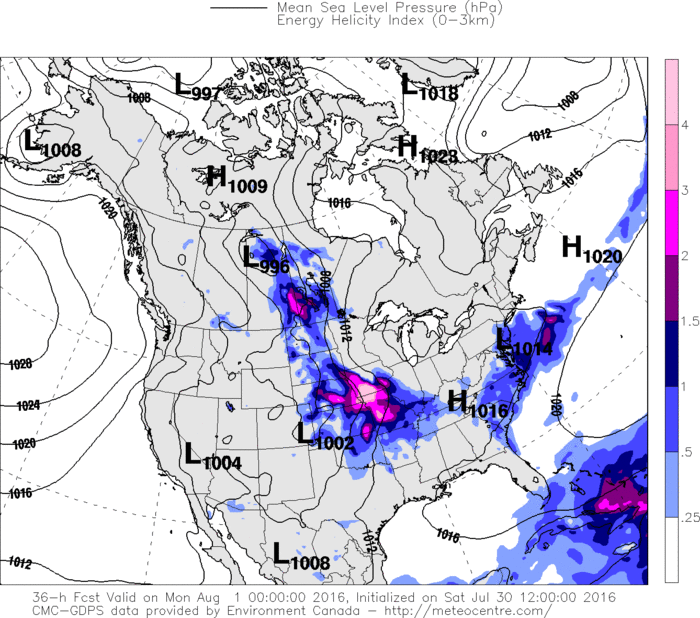 Mean Sea Level Pressure (hPa)
Energy Helicity Index (0-3km)
L997
L1018
1008
1008
4
L1008
1012
H1023
H1009
1016
3
1020
1016
H1020
L996
2
1008
1.5
1012
L1014
1028
1
1024
H1016
1020
1020
L1002
.5
L1004
1016
1016
.25
1012
L1008
1012
36-h Fcst Valid on Mon Aug 1 00:00:00 2016, Initialized on Sat Jul 30 12:00:00 2016
CMC-GDPS data provided by Environment Canada - http://meteocentre.com/